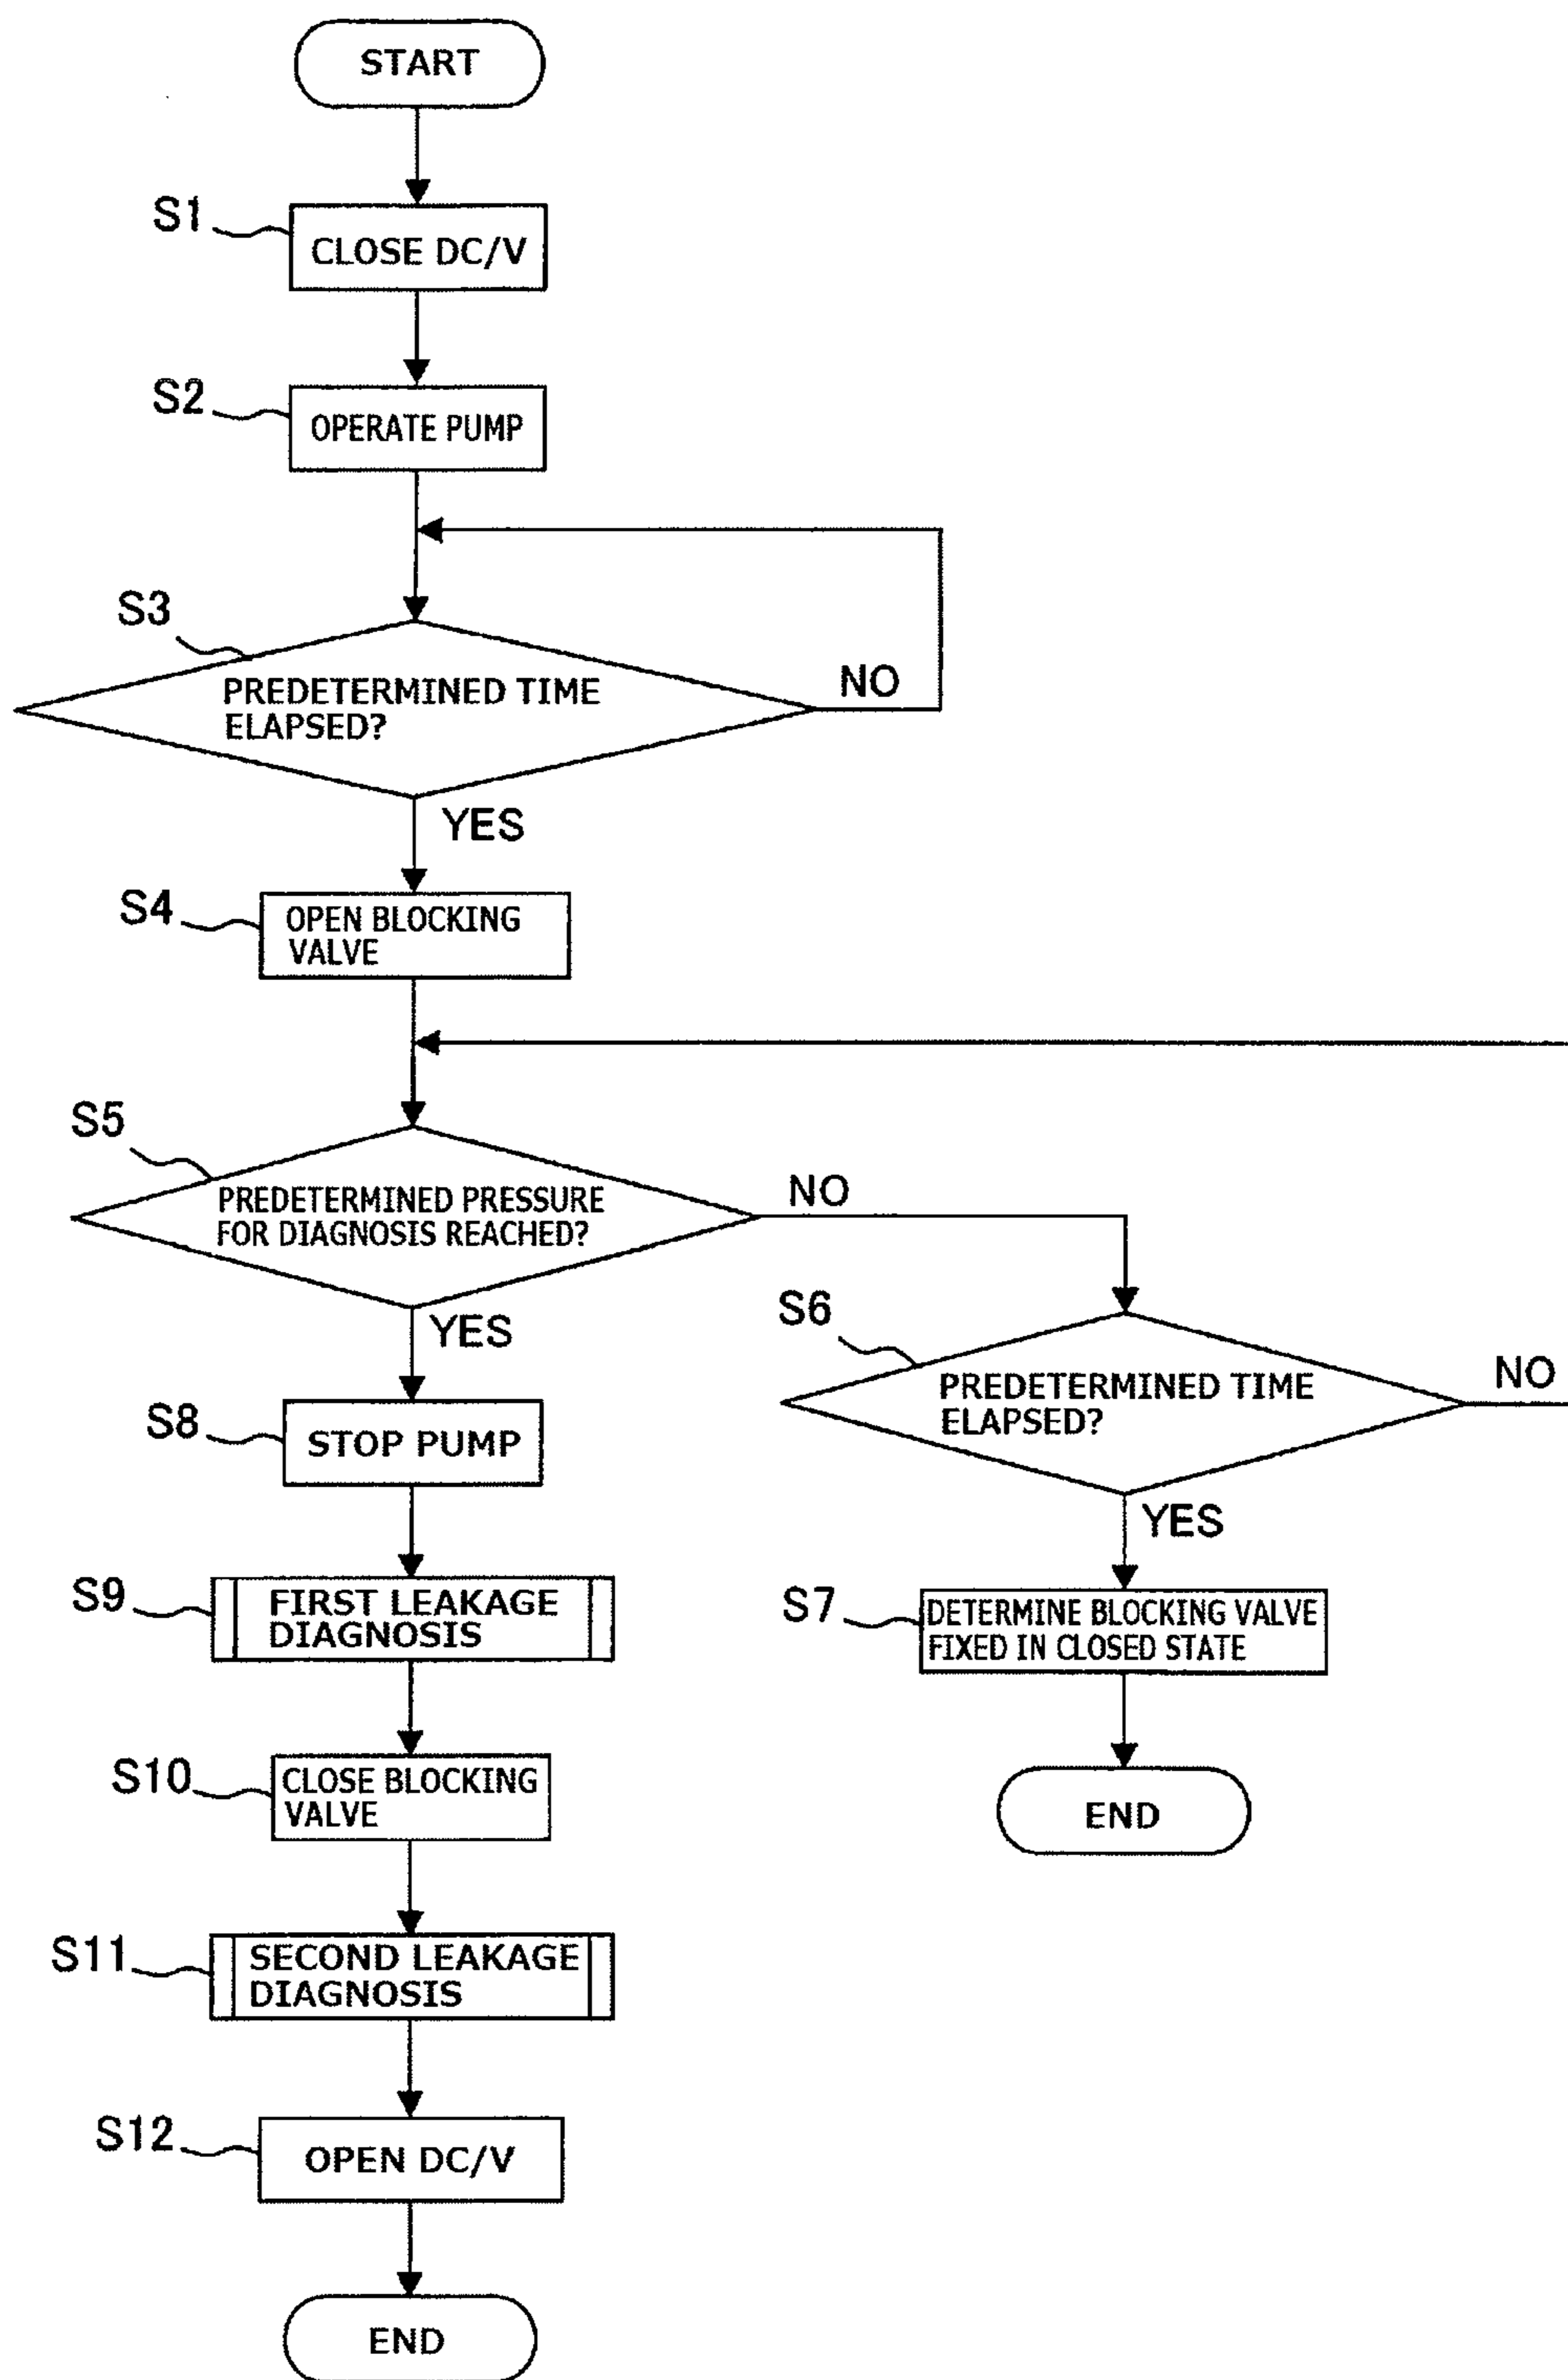 START
S1
CLOSE DC/V
S2
OPERATE PUMP
S3
PREDETERMINED TIME
ELAPSED?
NO
YES
S4
OPEN BLOCKING
VALVE
S5
PREDETERMINED PRESSURE
FOR DIAGNOSIS REACHED?
NO
YES
S6
PREDETERMINED TIME
ELAPSED?
NO
YES
S7
DETERMINE BLOCKING VALVE
FIXED IN CLOSED STATE
END
S8
STOP PUMP
S9
FIRST LEAKAGE
DIAGNOSIS
S10
CLOSE BLOCKING
VALVE
S11
SECOND LEAKAGE
DIAGNOSIS
S12
OPEN DC/V
END